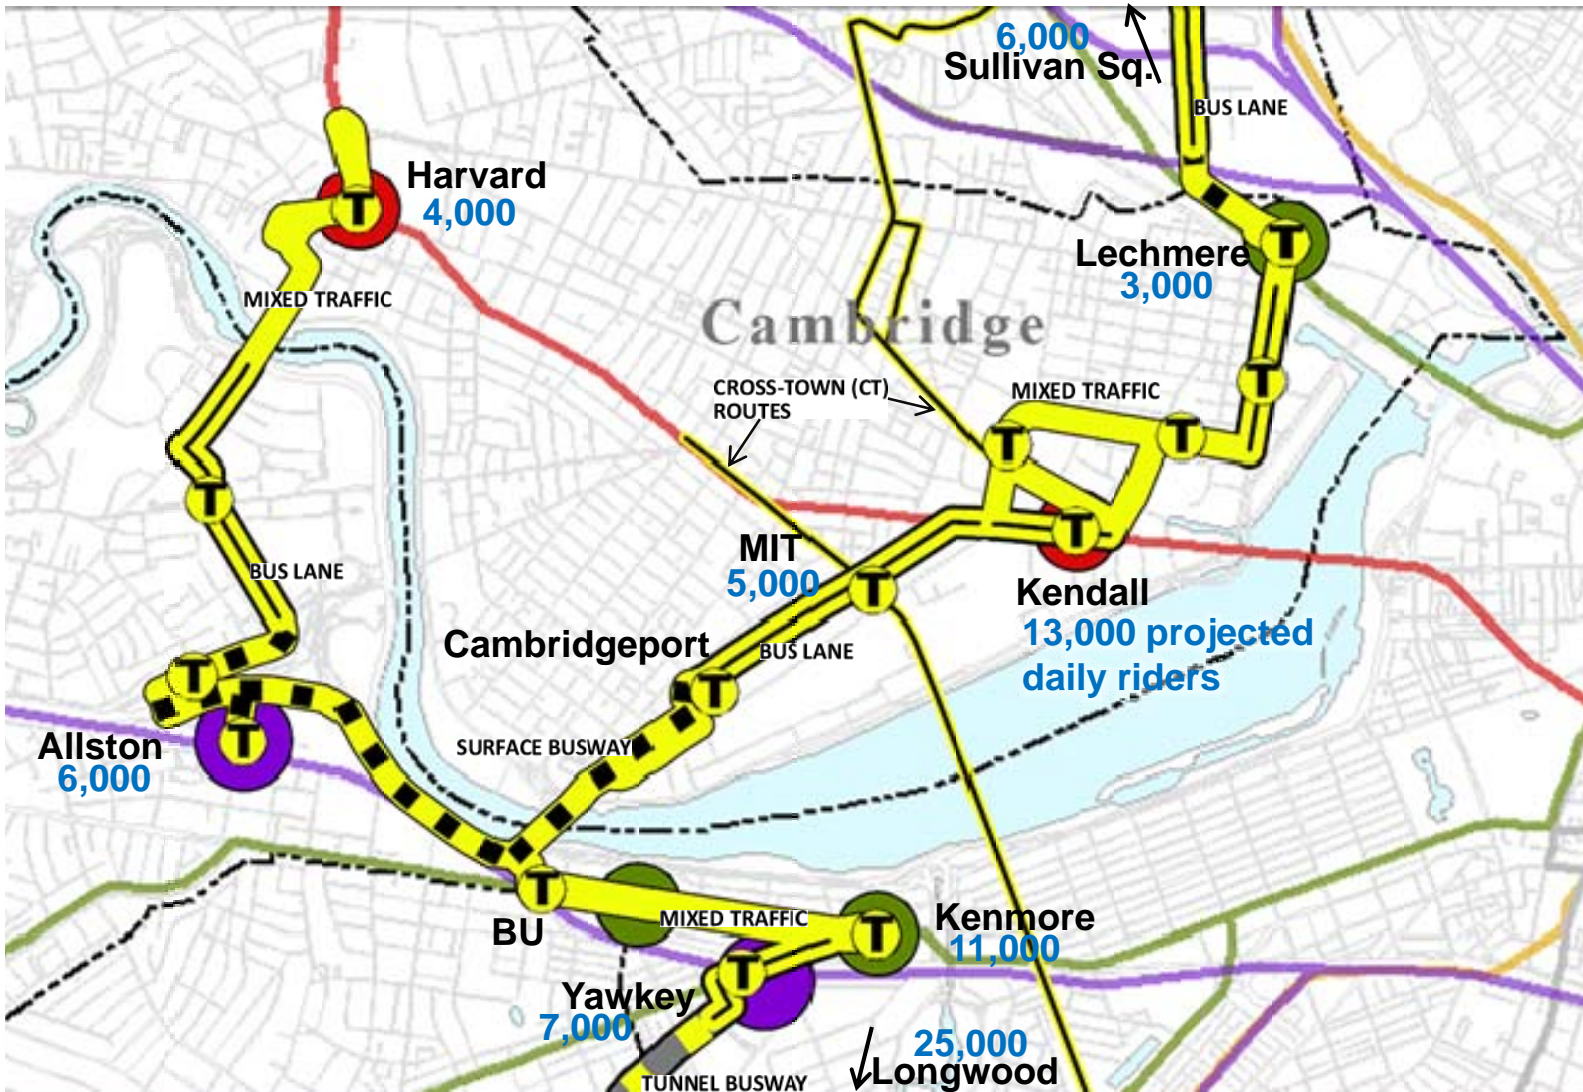 6,000
Sullivan Sq.
BUS LANE
Harvard
4,000
T
T
Lechmere
3,000
MIXED TRAFFIC
Cambridge
T
CROSS-TOWN (CT)
ROUTES
MIXED TRAFFIC
T
T
T
T
MIT
5,000
BUS LANE
T
Kendall
13,000 projected
daily riders
Cambridgeport
BUS LANE
T
T
SURFACE BUSWAY
T
Allston
6,000
T
BU
MIXED TRAFFIC
T
Kenmore
11,000
T
Yawkey
7,000
25,000
Longwood
TUNNEL BUSWAY